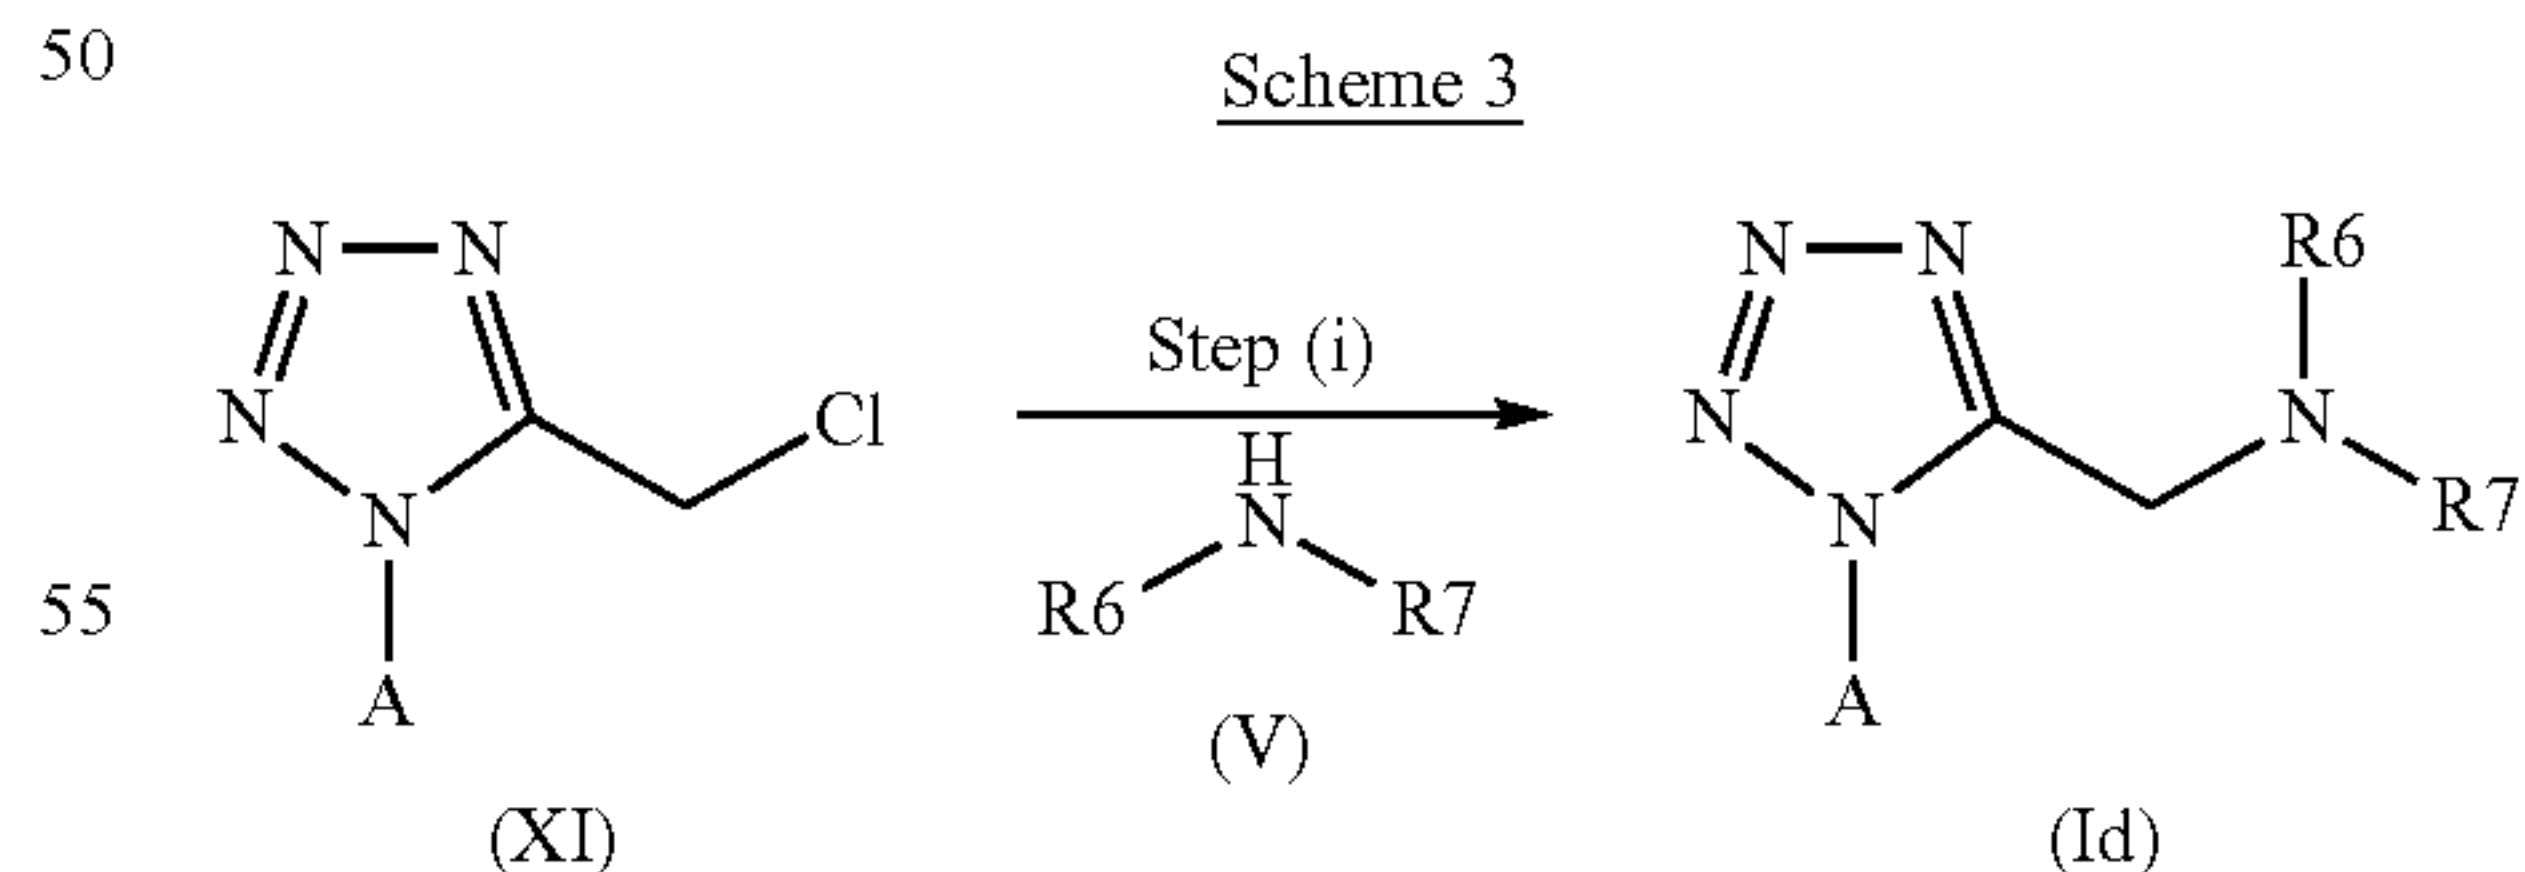 50
Scheme 3
N N R6
N N
Step (i)
N Cl N N
H
N N N R7
R6 R7
55
A A
(V)
(XI) (Id)